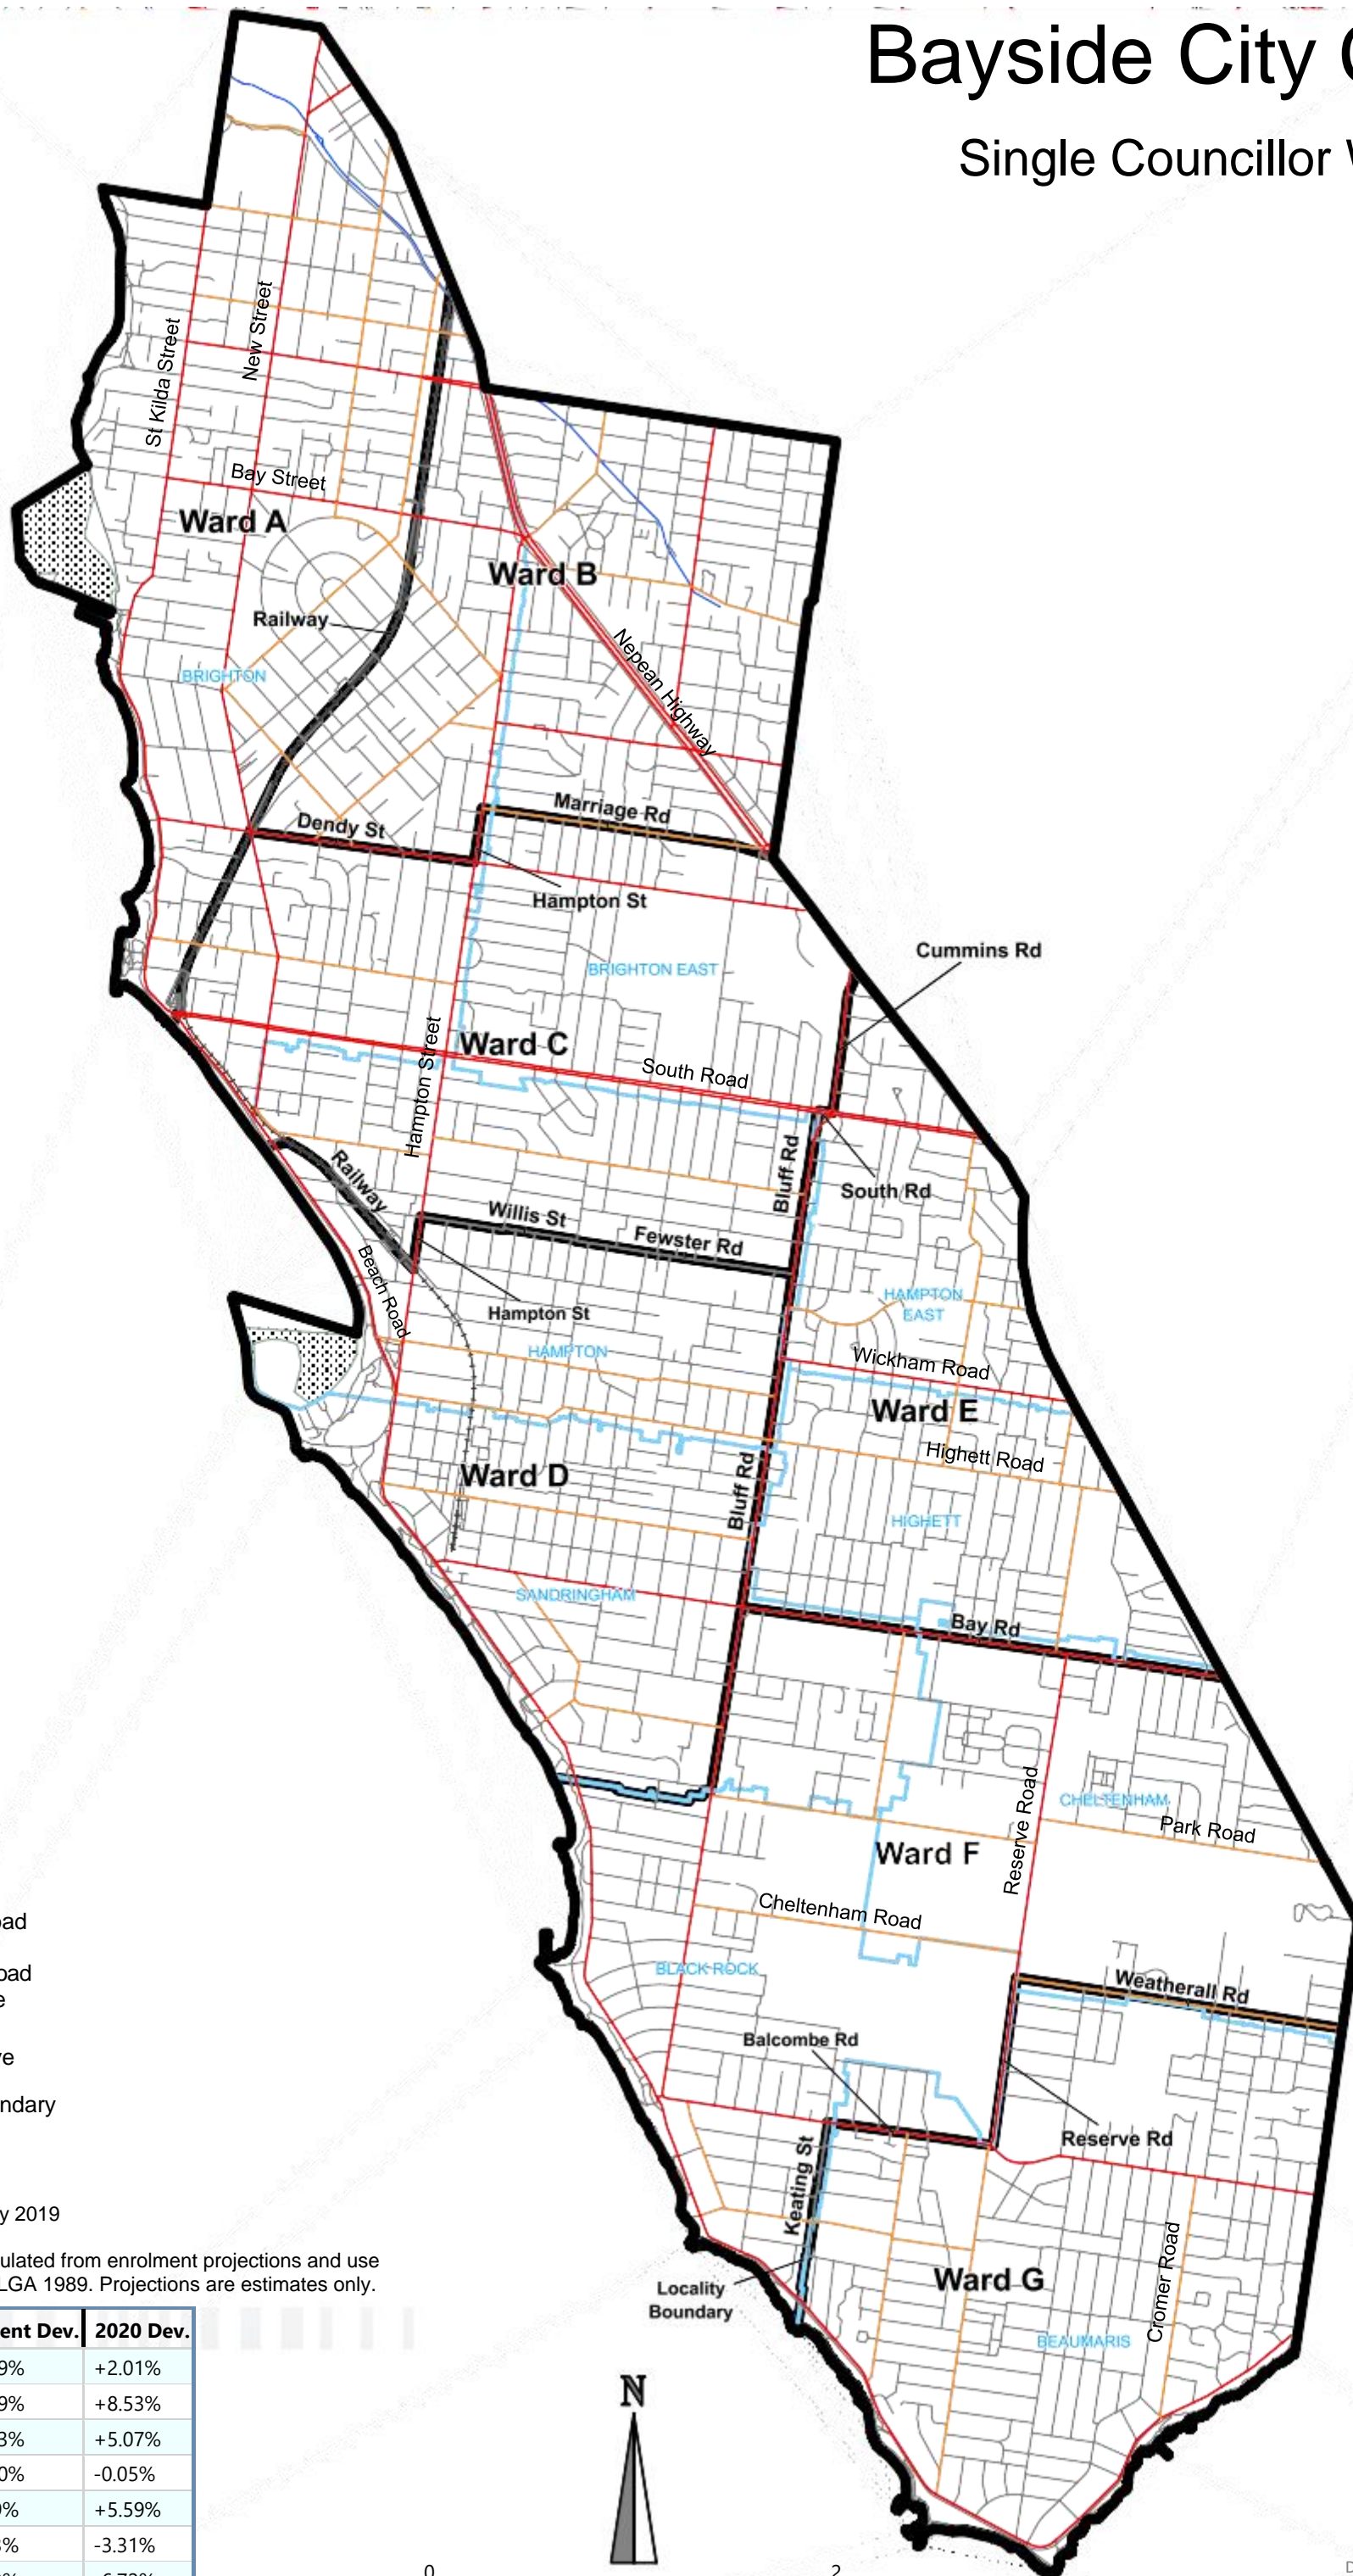 Bayside City
Single Councillor
St Kilda Street
New Street
Bay Street
Ward A
Ward B
Railway
Nepean Highway
BRIGHTON
Marriage Rd
Dendy St
Hampton St
Cummins Rd
BRIGHTON EAST
Hampton Street
Ward C
South Road
Bluff Rd
Railway
South Rd
Willis St
Fewster Rd
Beach Road
HAMPTON
EAST
Hampton St
HAMPTON
Wickham Road
Ward E
Highett Road
Ward D
Bluff Rd
HIGHETT
SANDRINGHAM
Bay Rd
Reserve Road
CHELTENHAM
Park Road
Ward F
Cheltenham Road
BLACK ROCK
Weatherall Rd
Balcombe Rd
Reserve Rd
Keating St
Cromer Road
Ward G
Locality
Boundary
BEAUMARIS
N
0
2
y 2019
ulated from enrolment projections and use
LGA 1989. Projections are estimates only.
ent Dev. 2020 Dev.
9% +2.01%
9% +8.53%
3% +5.07%
0% -0.05%
% +5.59%
% -3.31%